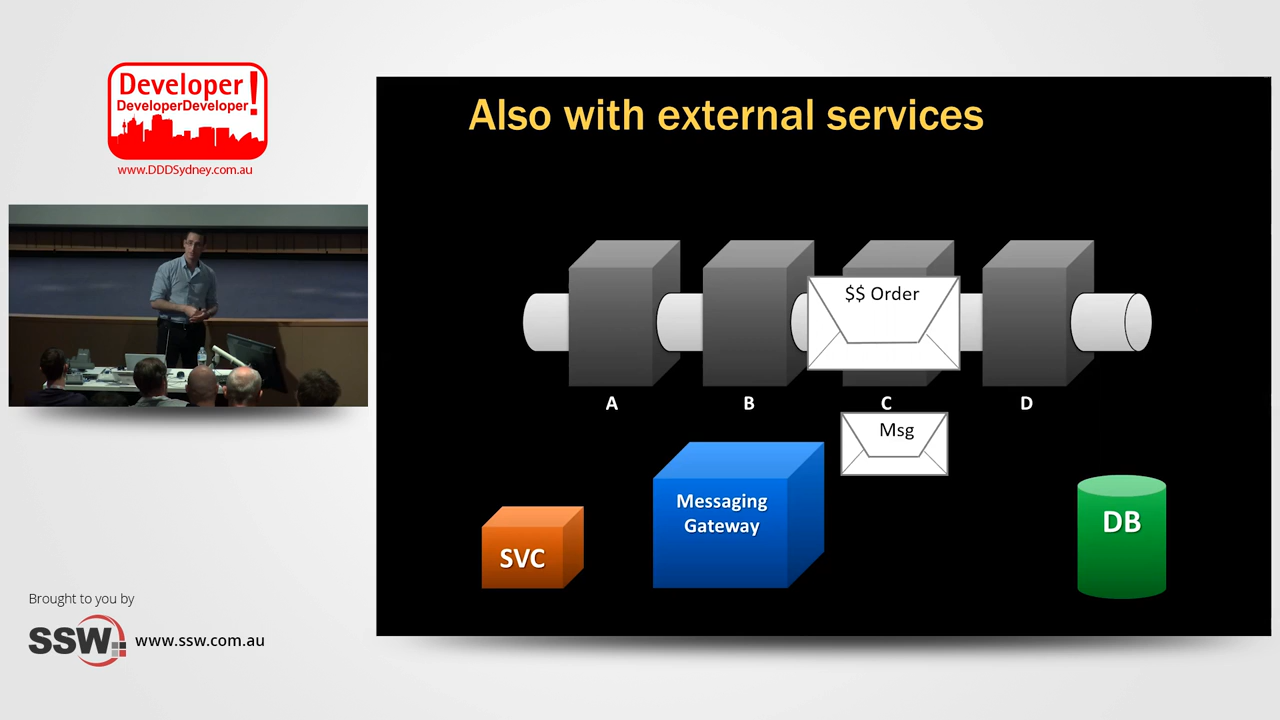 Developer!
DeveloperDeveloper
www.DDDSydney.com.au
Also with external services
$$ Order
A
B
C
D
Msg
Messaging
Gateway
SVC
DB
Brought to you by
SSW
www.ssw.com.au